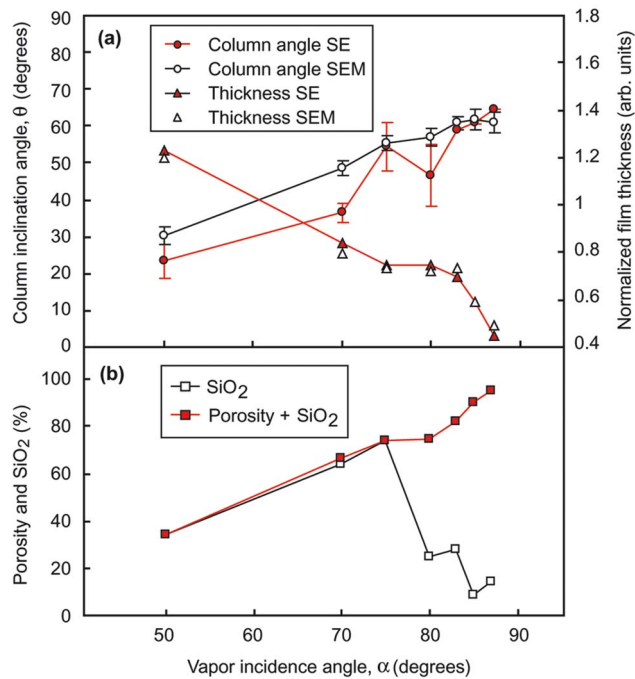 (a)
Column angle SE
Column angle SEM
Thickness SE
Thickness SEM
Column inclination angle, θ (degrees)
90
80
70
60
50
40
30
20
10
0
Normalized film thickness (arb. units)
1.8
1.6
1.4
1.2
1
0.8
0.6
0.4
(b)
SiO2
Porosity + SiO2
Porosity and SiO2 (%)
100
80
60
40
20
0
50 60 70 80 90
Vapor incidence angle, α (degrees)